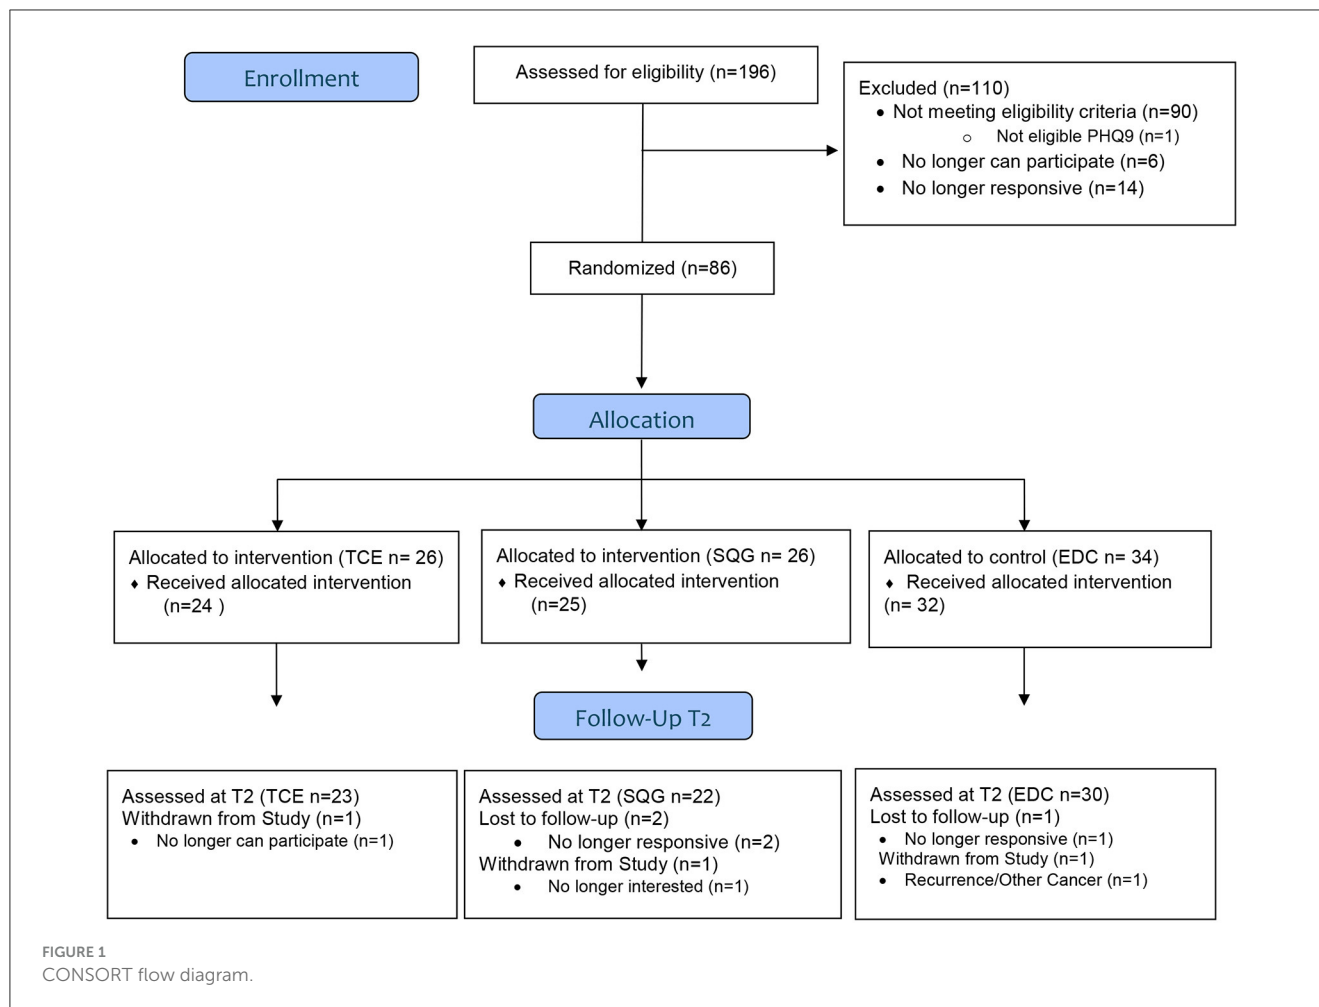 Enrollment
Assessed for eligibility (n=196)
Excluded (n=110)
• Not meeting eligibility criteria (n=90)
o Not eligible PHQ9 (n=1)
• No longer can participate (n=6)
• No longer responsive (n=14)
Randomized (n=86)
Allocation
Allocated to intervention (TCE n= 26)
♦ Received allocated intervention
(n=24 )
Allocated to intervention (SQG n= 26)
♦ Received allocated intervention
(n=25)
Allocated to control (EDC n= 34)
♦ Received allocated intervention
(n= 32)
Follow-Up T2
Assessed at T2 (TCE n=23)
Withdrawn from Study (n=1)
• No longer can participate (n=1)
Assessed at T2 (SQG n=22)
Lost to follow-up (n=2)
• No longer responsive (n=2)
Withdrawn from Study (n=1)
• No longer interested (n=1)
Assessed at T2 (EDC n=30)
Lost to follow-up (n=1)
• No longer responsive (n=1)
Withdrawn from Study (n=1)
• Recurrence/Other Cancer (n=1)
FIGURE 1
CONSORT flow diagram.